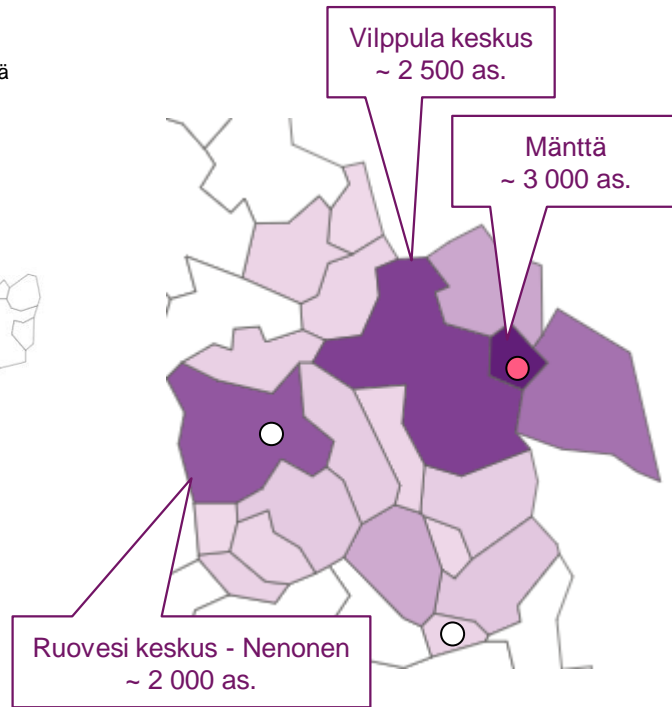 Vilppula keskus
~ 2 500 as.
ä
Mänttä
~ 3 000 as.
Ruovesi keskus - Nenonen
~ 2 000 as.